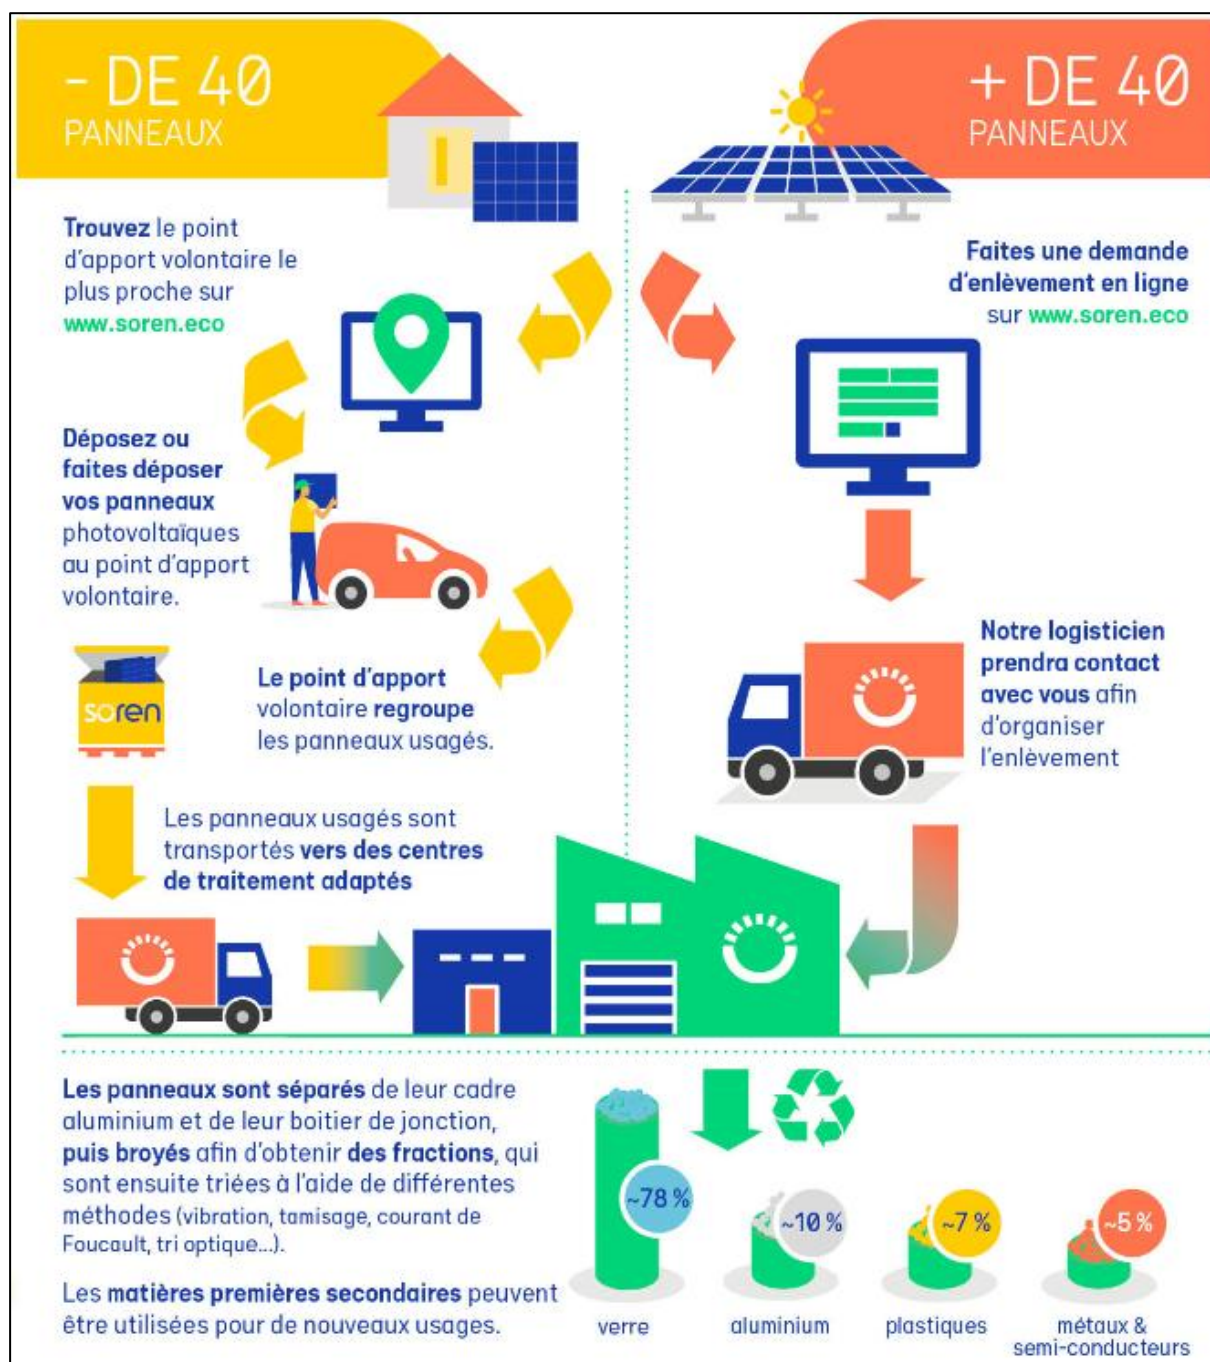 - DE 40
PANNEAUX
Trouvez le point
d'apport volontaire le
plus proche sur
www.soren.eco
Déposez ou
faites déposer
vos panneaux
photovoltaïques
au point d'apport
volontaire.
soren
Le point d'apport
volontaire regroupe
les panneaux usagés.
Les panneaux usagés sont
transportés vers des centres
de traitement adaptés
+ DE 40
PANNEAUX
Faites une demande
d'enlèvement en ligne
sur www.soren.eco
Notre logisticien
prendra contact
avec vous afin
d'organiser
l'enlèvement
Les panneaux sont séparés de leur cadre
aluminium et de leur boitier de jonction,
puis broyés afin d'obtenir des fractions, qui
sont ensuite triées à l'aide de différentes
méthodes (vibration, tamisage, courant de
Foucault, tri optique...).
Les matières premières secondaires peuvent
être utilisées pour de nouveaux usages.
~78 %
verre
~10 %
aluminium
~7 %
plastiques
~5 %
métaux &
semi-conducteurs